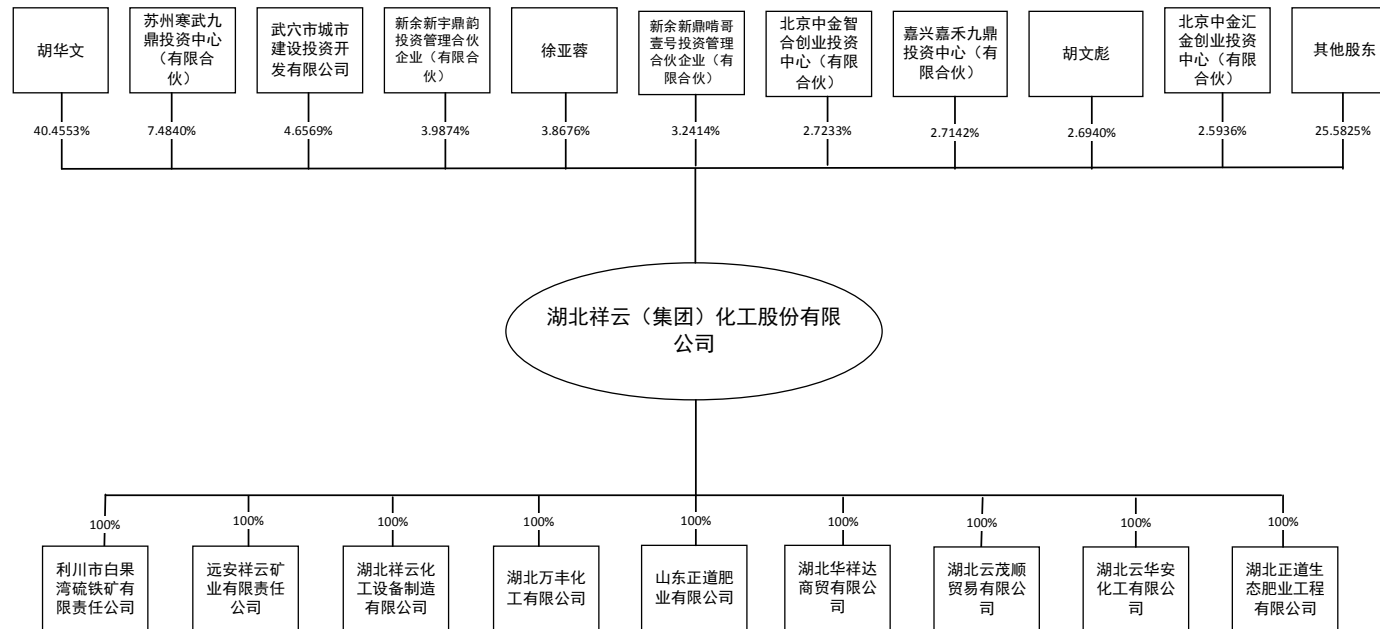 胡华文
苏州寒武九
鼎投资中心
（有限合
伙）
武穴市城市
建设投资开
发有限公司
新余新宇鼎韵
投资管理合伙
企业（有限合
伙）
徐亚蓉
新余新鼎啃哥
壹号投资管理
合伙企业（有
限合伙）
北京中金智
合创业投资
中心（有限
合伙）
嘉兴嘉禾九鼎
投资中心（有
限合伙）
胡文彪
北京中金汇
金创业投资
中心（有限
合伙）
其他股东
40.4553%
7.4840%
4.6569%
3.9874%
3.8676%
3.2414%
2.7233%
2.7142%
2.6940%
2.5936%
25.5825%
湖北祥云（集团）化工股份有限
公司
100%
100%
100%
100%
100%
100%
100%
100%
100%
利川市白果
湾硫铁矿有
限责任公司
远安祥云矿
业有限责任
公司
湖北祥云化
工设备制造
有限公司
湖北万丰化
工有限公司
山东正道肥
业有限公司
湖北华祥达
商贸有限公
司
湖北云茂顺
贸易有限公
司
湖北云华安
化工有限公
司
湖北正道生
态肥业工程
有限公司